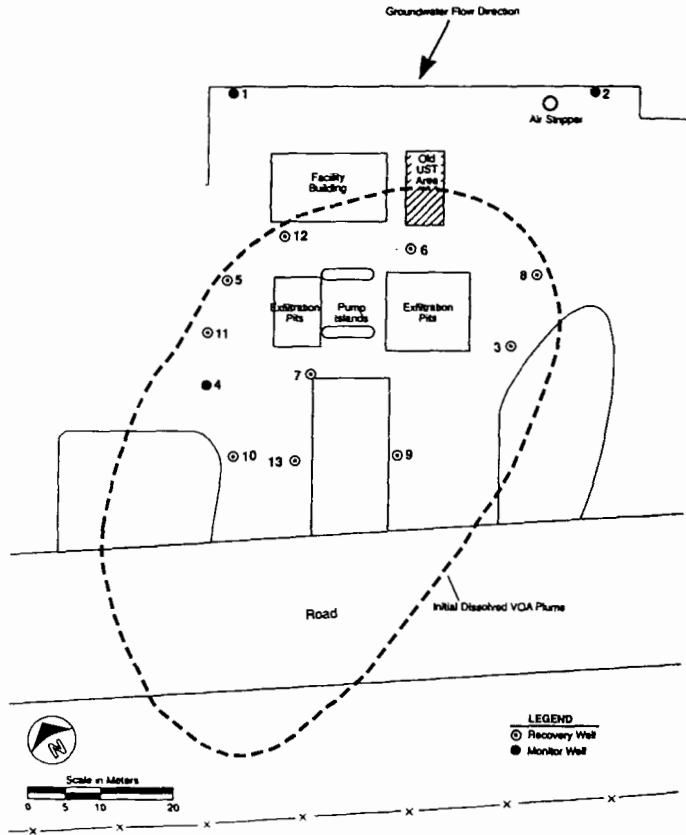 Groundwater Flow Direction
1
2
Air Stripper
Facility
Building
Old
UST
Area
12
6
5
8
Exfiltration
Pits
Pump
Islands
Exfiltration
Pits
11
3
7
4
10
13
9
Road
Initial Dissolved VOA Plume
N
LEGEND
Recovery Well
Monitor Well
Scale in Meters
0 5 10 20